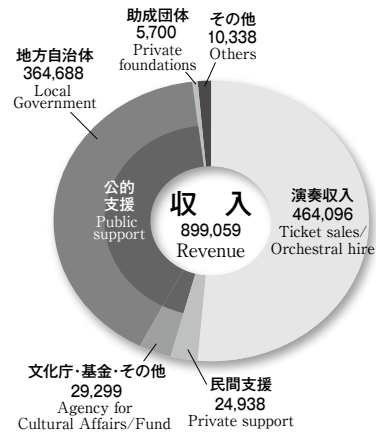 助成団体
5,700
Private
foundations
その他
10,338
Others
地方自治体
364,688
Local
Government
公的
支援
Public
support
収　入
899,059
Revenue
演奏収入
464,096
Ticket sales/
Orchestral hire
文化庁・基金・その他
29,299
Agency for
Cultural Affairs/Fund
民間支援
24,938
Private support